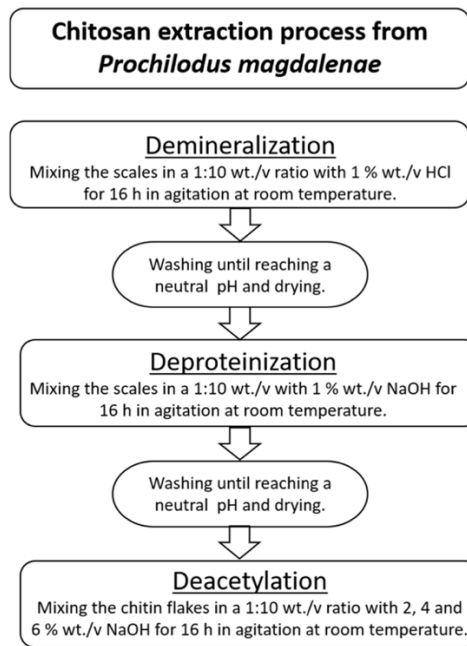 Chitosan extraction process from
Prochilodus magdalenae
Demineralization
Mixing the scales in a 1:10 wt./v ratio with 1 % wt./v HCl
for 16 h in agitation at room temperature.
Washing until reaching a
neutral pH and drying.
Deproteinization
Mixing the scales in a 1:10 wt./v with 1 % wt./v NaOH for
16 h in agitation at room temperature.
Washing until reaching a
neutral pH and drying.
Deacetylation
Mixing the chitin flakes in a 1:10 wt./v ratio with 2, 4 and
6 % wt./v NaOH for 16 h in agitation at room temperature.